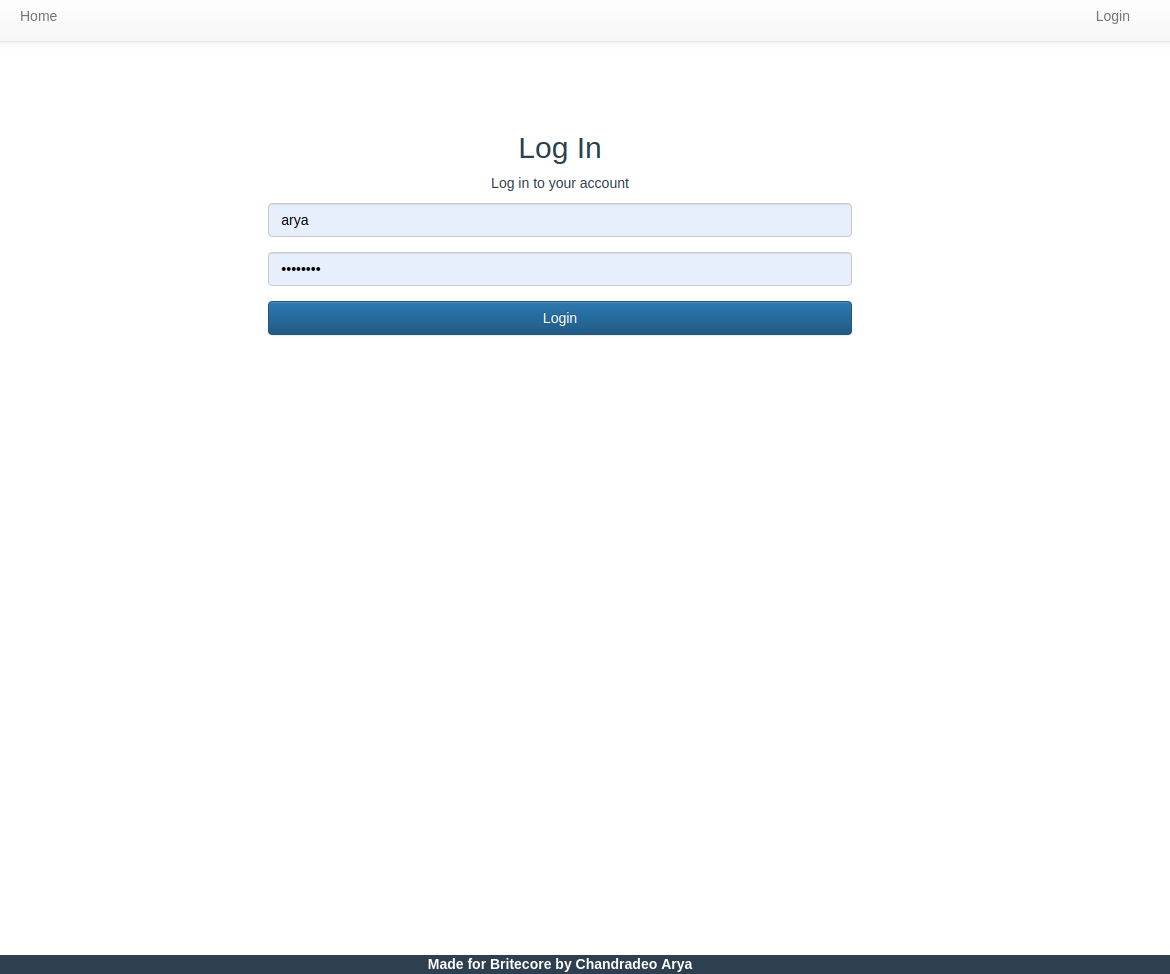 Home Login
Log In
Log in to your account
arya
••••••••
Login
Made for Britecore by Chandradeo Arya